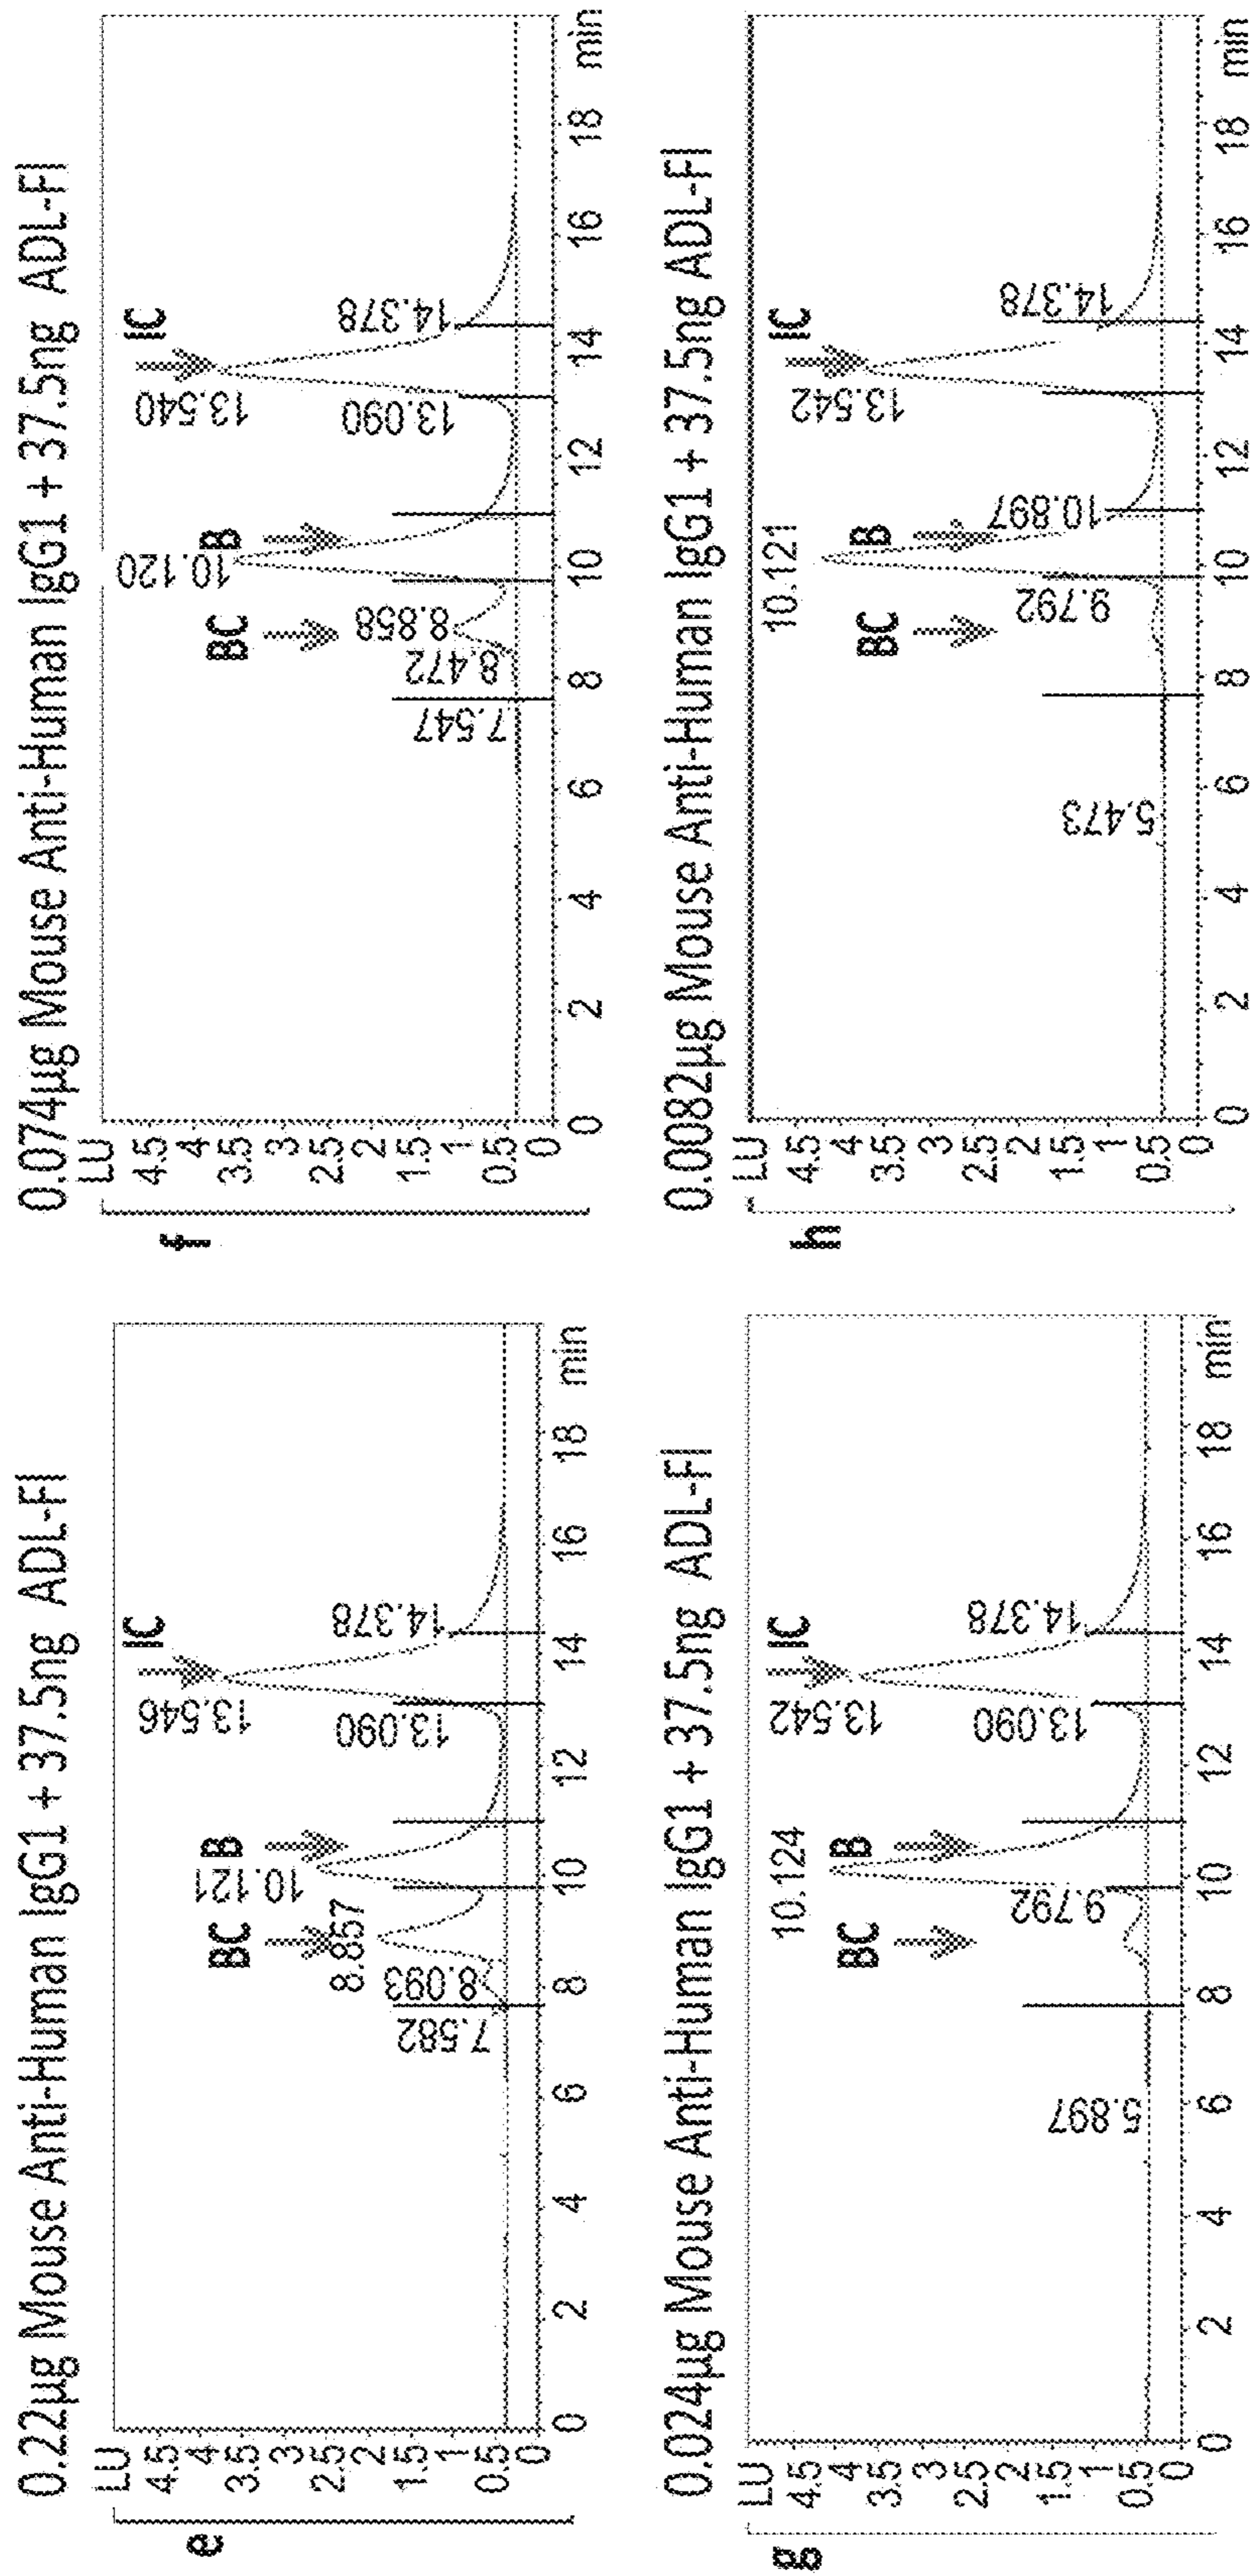 e
0.22µg Mouse Anti-Human IgG1 + 37.5ng ADL-Fl
LU
4.5
4
3.5
3
2.5
2
1.5
1
0.5
0
BC
B
IC
7.582
8.093
8.857
10.121
13.090
13.546
14.378
0 2 4 6 8 10 12 14 16 18 min
f
0.074µg Mouse Anti-Human IgG1 + 37.5ng ADL-Fl
LU
4.5
4
3.5
3
2.5
2
1.5
1
0.5
0
BC
B
IC
7.547
8.472
8.858
10.120
13.090
13.540
14.378
0 2 4 6 8 10 12 14 16 18 min
g
0.024µg Mouse Anti-Human IgG1 + 37.5ng ADL-Fl
LU
4.5
4
3.5
3
2.5
2
1.5
1
0.5
0
BC
B
IC
5.897
9.792
10.124
13.090
13.542
14.378
0 2 4 6 8 10 12 14 16 18 min
h
0.0082µg Mouse Anti-Human IgG1 + 37.5ng ADL-Fl
LU
4.5
4
3.5
3
2.5
2
1.5
1
0.5
0
BC
B
IC
5.473
9.792
10.121
10.897
13.542
14.378
0 2 4 6 8 10 12 14 16 18 min